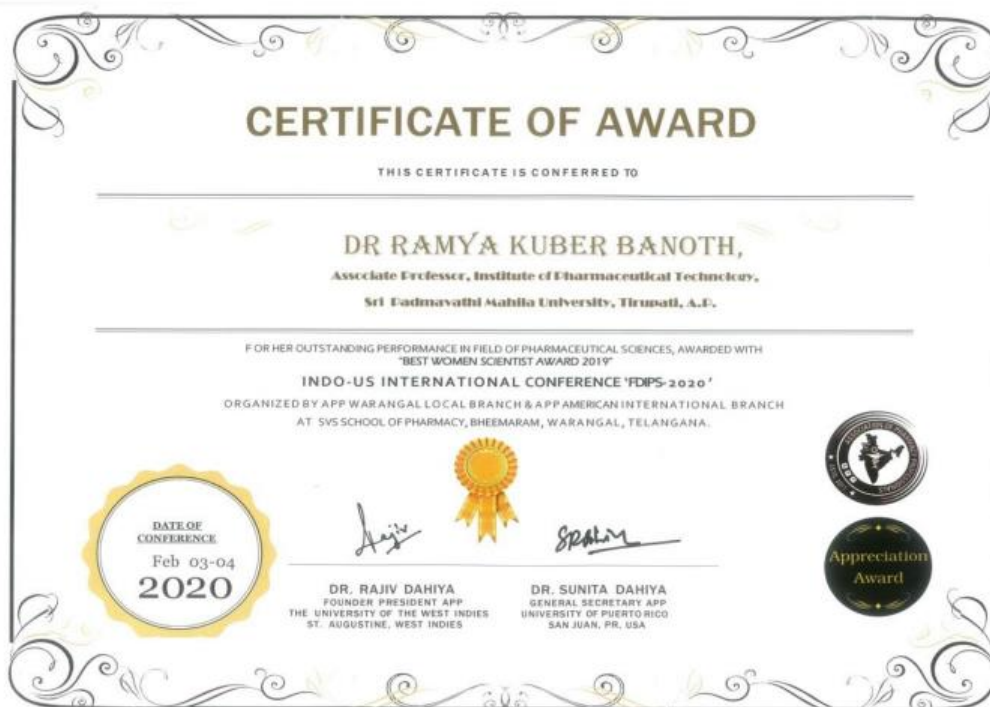 CERTIFICATE OF AWARD
THIS CERTIFICATE IS CONFERRED TO
DR RAMYA KUBER BANOTH,
Associate Professor, Institute of Pharmaceutical Technology,
Sri Padmavathi Mahila University, Tirupati, A.P.
FOR HER OUTSTANDING PERFORMANCE IN FIELD OF PHARMACEUTICAL SCIENCES, AWARDED WITH
"BEST WOMEN SCIENTIST AWARD 2019"
INDO-US INTERNATIONAL CONFERENCE 'FDIPS-2020'
ORGANIZED BY APP WARANGAL LOCAL BRANCH & APP AMERICAN INTERNATIONAL BRANCH
AT SVS SCHOOL OF PHARMACY, BHEEMARAM, WARANGAL, TELANGANA.
DATE OF
CONFERENCE
Feb 03-04
2020
DR. RAJIV DAHIYA
FOUNDER PRESIDENT APP
THE UNIVERSITY OF THE WEST INDIES
ST. AUGUSTINE, WEST INDIES
DR. SUNITA DAHIYA
GENERAL SECRETARY APP
UNIVERSITY OF PUERTO RICO
SAN JUAN, PR, USA
ASSOCIATION OF PHARMACY PROFESSIONALS
Appreciation
Award